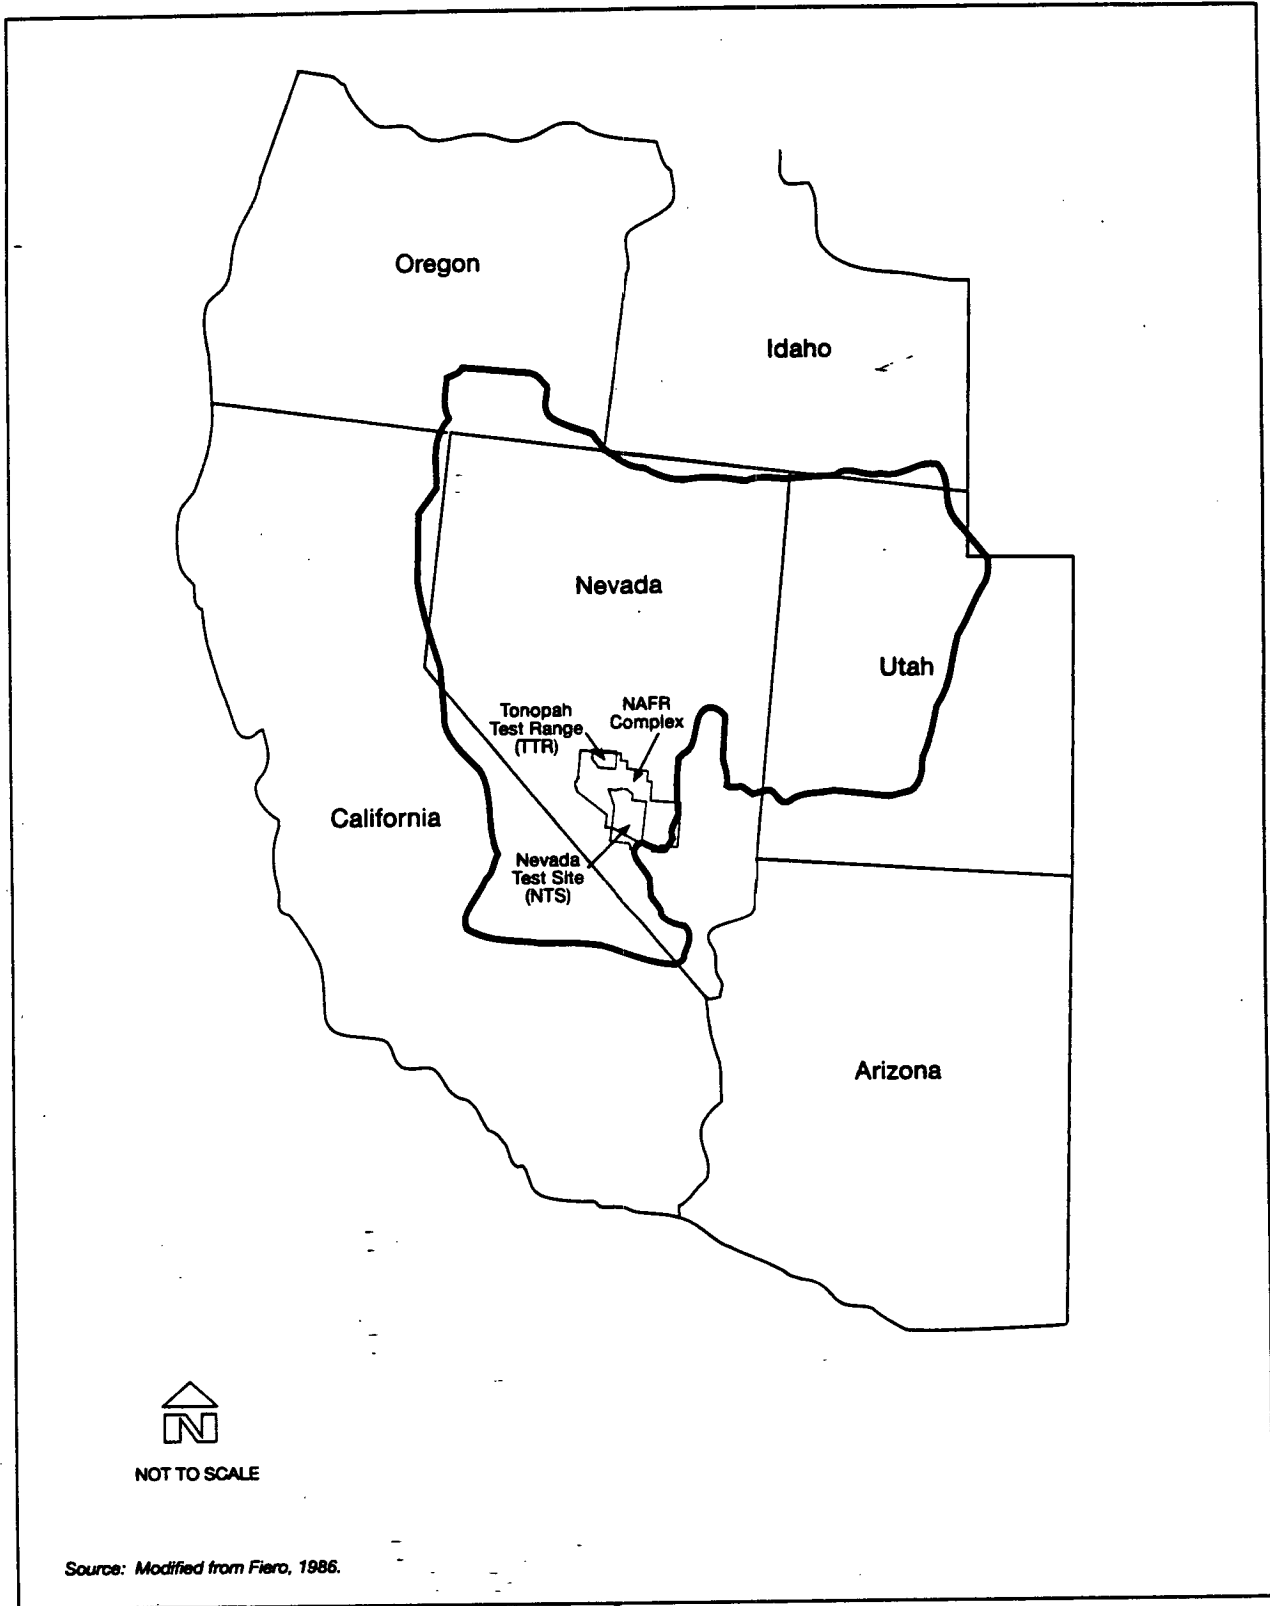 Oregon
Idaho
Nevada
Utah
Tonopah
Test Range
(TTR)
NAFR
Complex
California
Nevada
Test Site
(NTS)
Arizona
N
NOT TO SCALE
Source: Modified from Fiero, 1986.